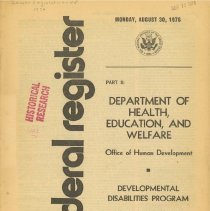 MONDAY, AUGUST 30, 1976
federal register
HISTORICAL
RESEARCH
PART II:
DEPARTMENT OF
HEALTH,
EDUCATION, AND
WELFARE
Office of Human Development
DEVELOPMENTAL
DISABILITIES PROGRAM